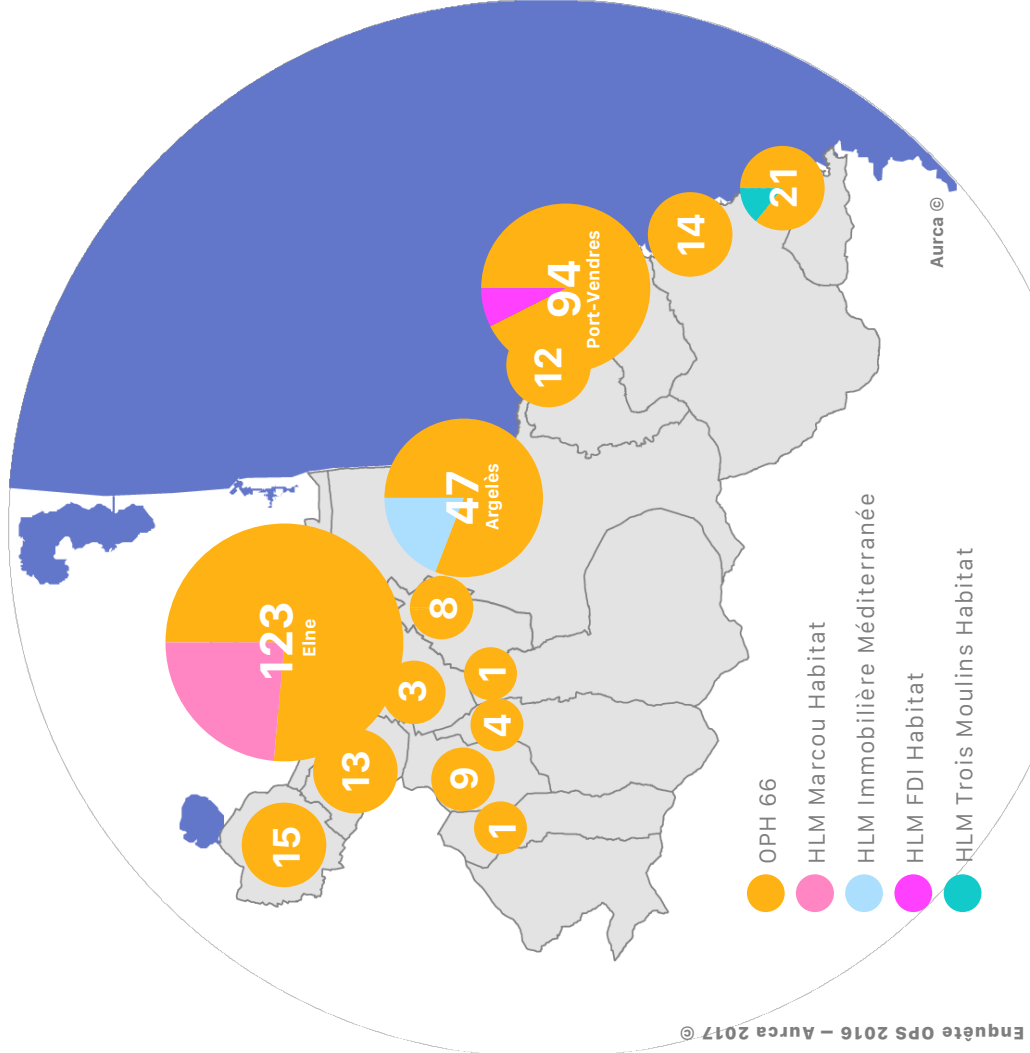 15
13
123
Elne
3
8
9
1
4
1
47
Argelès
12
94
Port-Vendres
14
21
OPH 66
HLM Marcou Habitat
HLM Immobilière Méditerranée
HLM FDI Habitat
HLM Trois Moulins Habitat
Aurca ©
Enquête OPS 2016 – Aurca 2017 ©